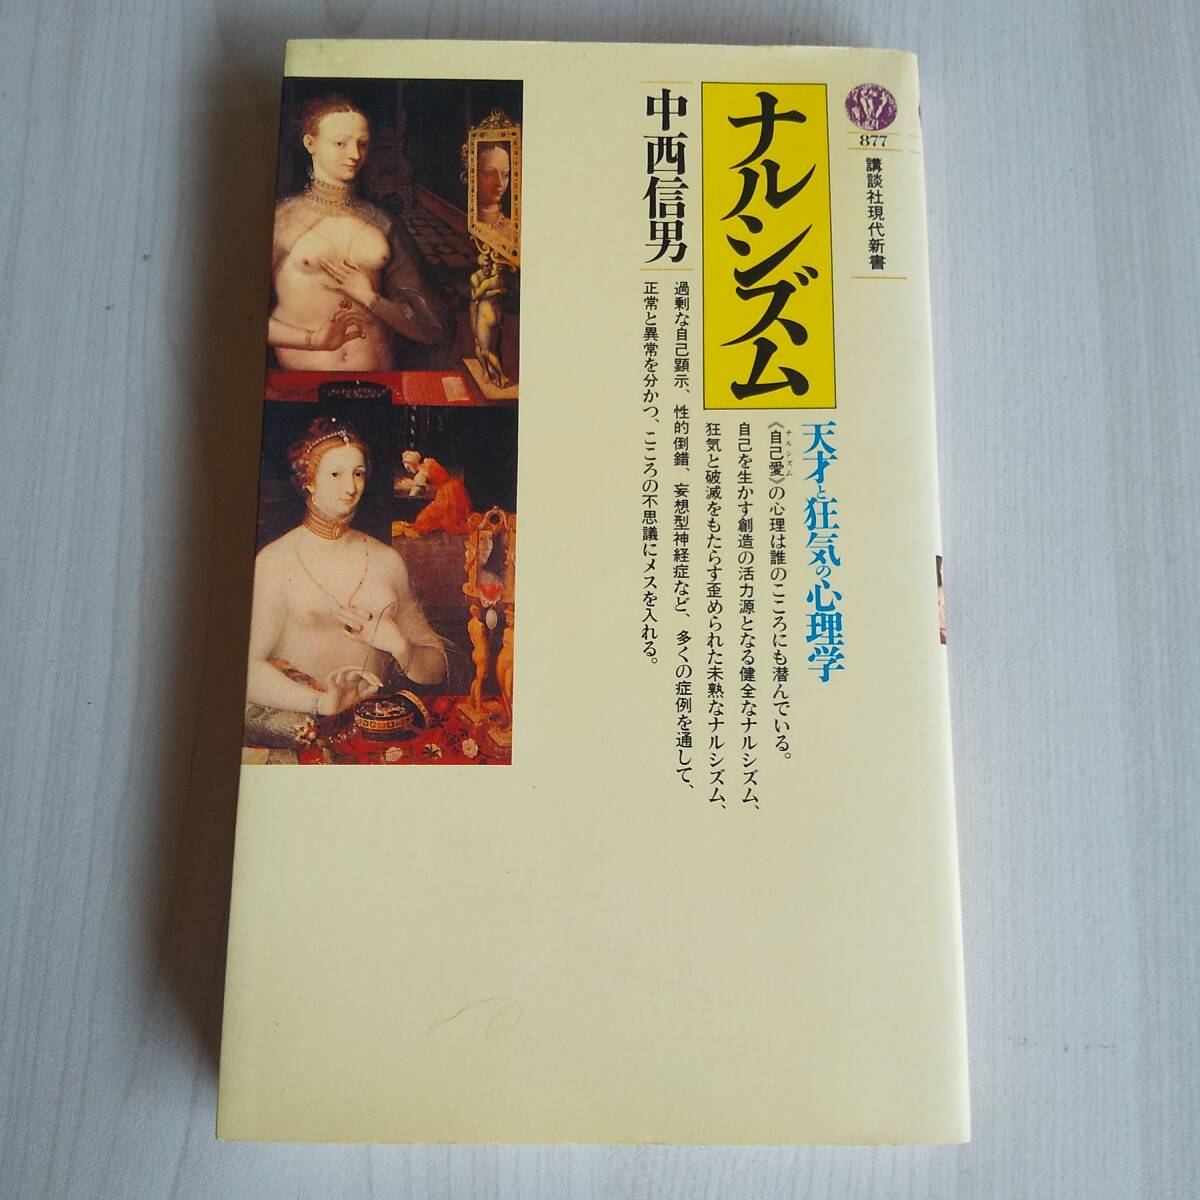 877
講談社現代新書
ナルシズム
天才と狂気の心理学
中西信男
ナルシズム
《自己愛》の心理は誰のこころにも潜んでいる。
自己を生かす創造の活力源となる健全なナルシズム、
狂気と破滅をもたらす歪められた未熟なナルシズム、
過剰な自己顕示、性的倒錯、妄想型神経症など、多くの症例を通して、
正常と異常を分かつ、こころの不思議にメスを入れる。